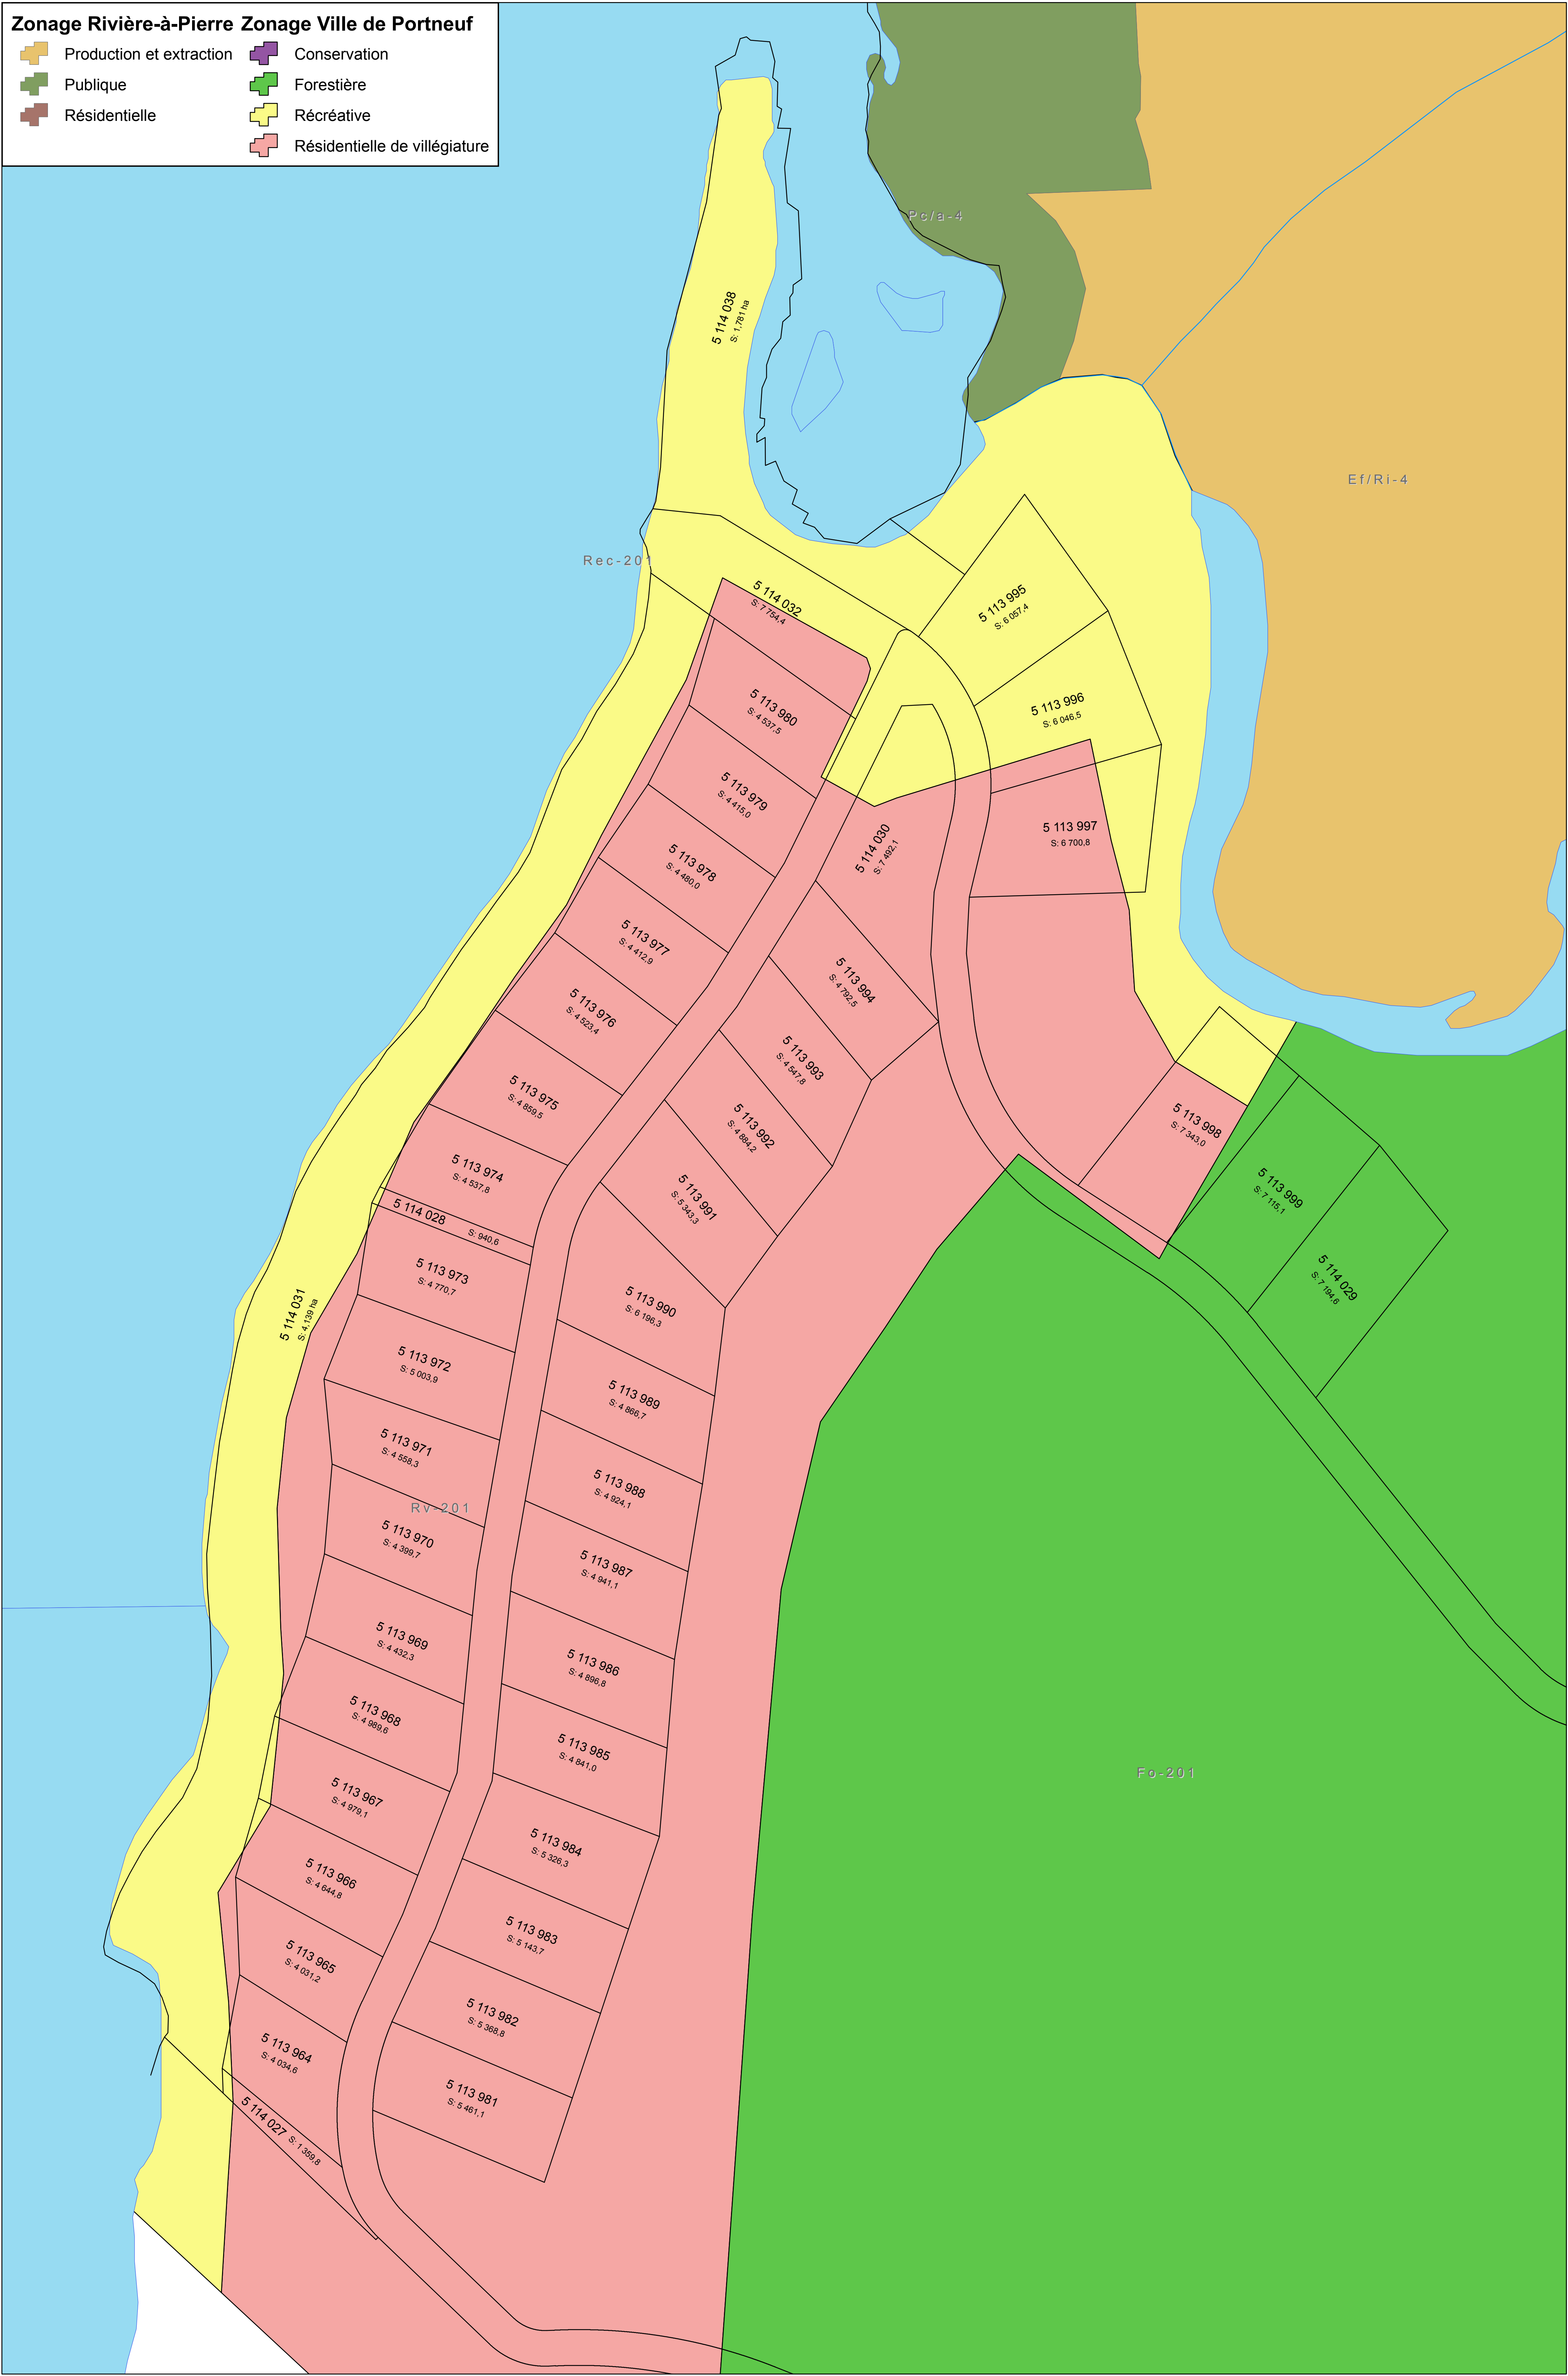 Zonage Rivière-à-Pierre
Production et extraction
Publique
Résidentielle
Zonage Ville de Portneuf
Conservation
Forestière
Récréative
Résidentielle de villégiature
Pc/a-4
5 114 038
S: 1,781 ha
Ef/Ri-4
Rec-201
5 114 032
S: 7 754,4
5 113 995
S: 6 057,4
5 113 996
S: 6 046,5
5 113 980
S: 4 537,5
5 113 979
S: 4 415,0
5 113 997
S: 6 700,8
5 114 030
S: 7 492,1
5 113 978
S: 4 480,0
5 113 977
S: 4 412,9
5 113 994
S: 4 792,5
5 113 976
S: 4 523,4
5 113 993
S: 4 547,8
5 113 975
S: 4 859,5
5 113 992
S: 4 884,2
5 113 998
S: 7 343,0
5 113 974
S: 4 537,8
5 113 991
S: 5 343,3
5 113 999
S: 7 115,1
5 114 028
S: 940,6
5 113 973
S: 4 770,7
5 114 029
S: 7 194,6
5 114 031
S: 4,139 ha
5 113 990
S: 6 196,3
5 113 972
S: 5 003,9
5 113 989
S: 4 866,7
5 113 971
S: 4 558,3
5 113 988
S: 4 924,1
Rv-201
5 113 970
S: 4 399,7
5 113 987
S: 4 941,1
5 113 969
S: 4 432,3
5 113 986
S: 4 896,8
5 113 968
S: 4 989,6
5 113 985
S: 4 841,0
Fo-201
5 113 967
S: 4 979,1
5 113 984
S: 5 326,3
5 113 966
S: 4 644,8
5 113 983
S: 5 143,7
5 113 965
S: 4 031,2
5 113 982
S: 5 368,8
5 113 964
S: 4 034,6
5 113 981
S: 5 461,1
5 114 027 S: 1 359,8